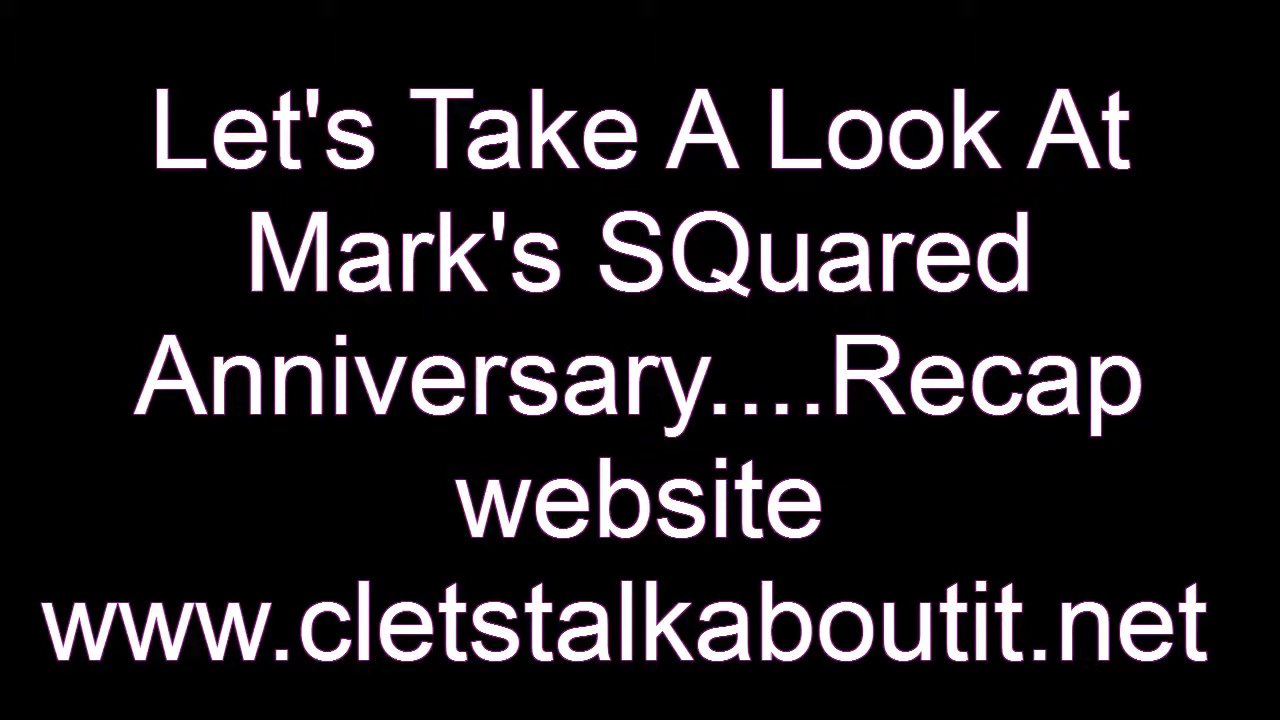 Let's Take A Look At
Mark's SQuared
Anniversary....Recap
website
www.cletstalkaboutit.net